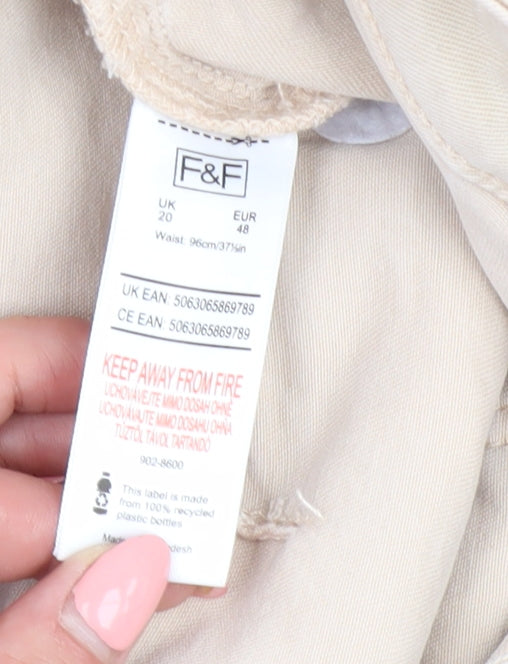 F&F
UK
20
EUR
48
Waist: 96cm/37½in
UK EAN: 5063065869789
CE EAN: 5063065869789
KEEP AWAY FROM FIRE
UCHOVÁVEJTE MIMO DOSAH OHNĚ
UCHOVÁVAJTE MIMO DOSAHU OHŇA
TŰZTŐL TÁVOL TARTANDÓ
902-8600
This label is made
from 100% recycled
plastic bottles